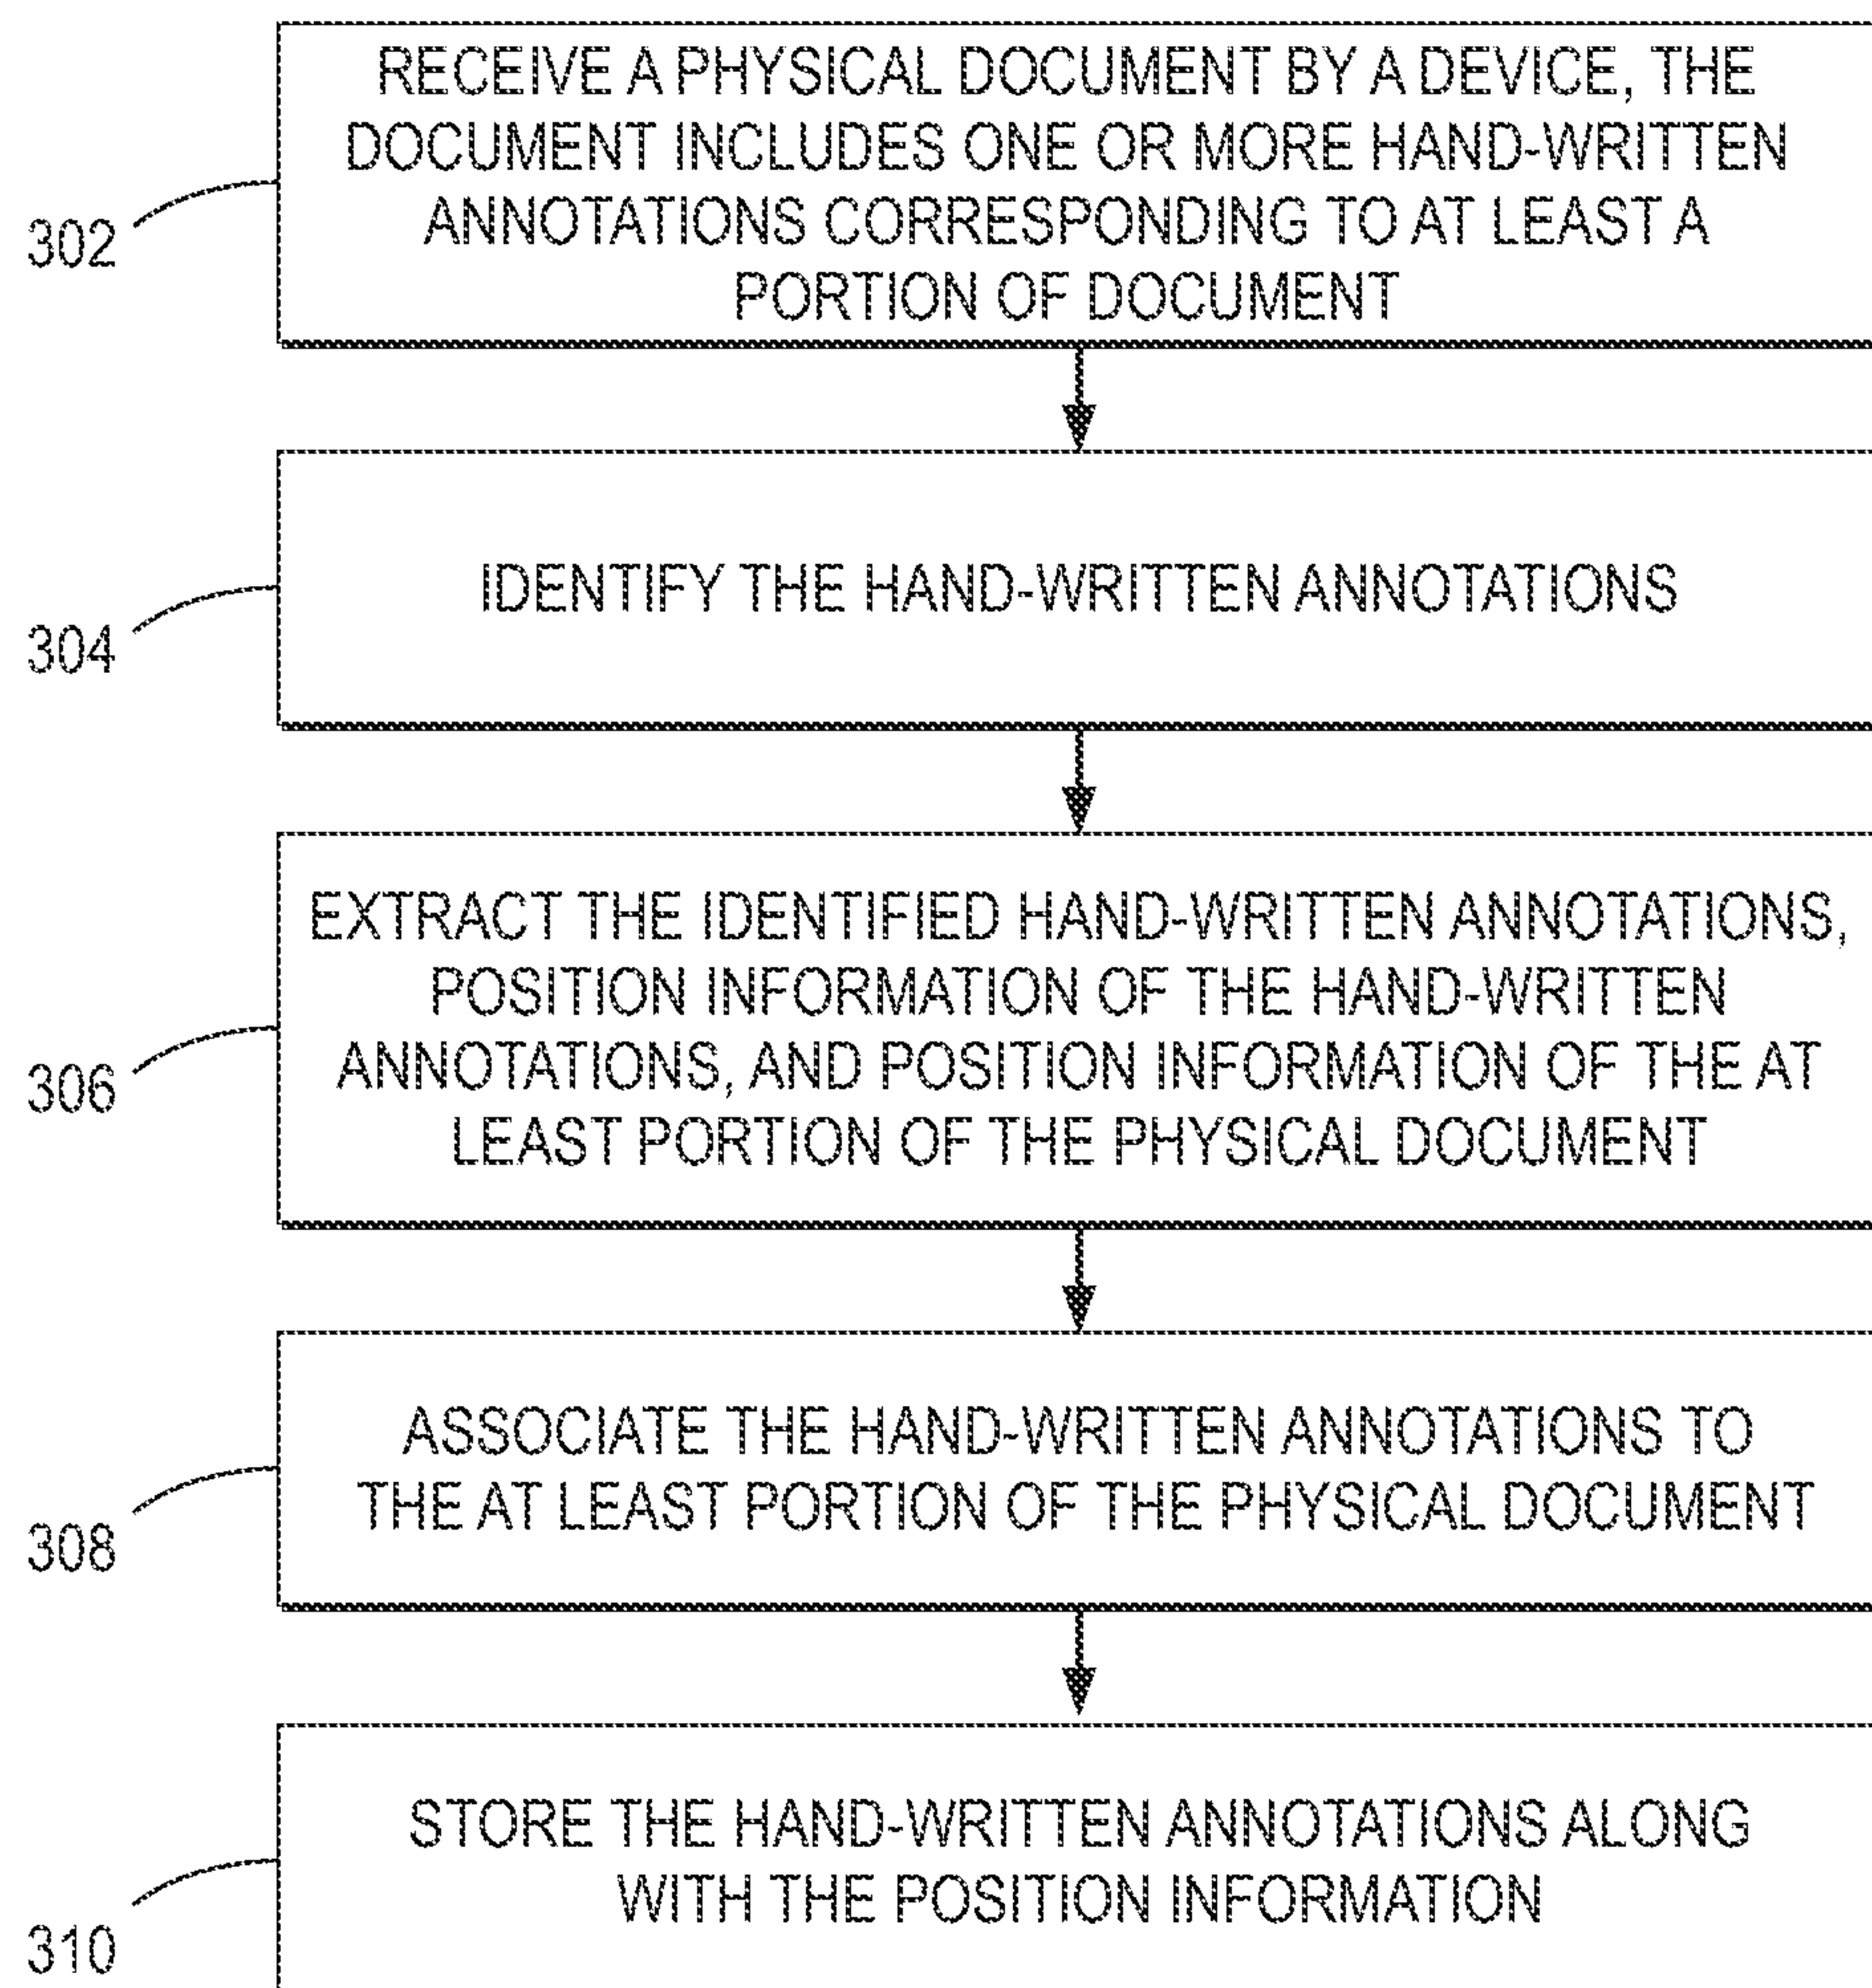 RECEIVE A PHYSICAL DOCUMENT BY A DEVICE, THE
DOCUMENT INCLUDES ONE OR MORE HAND-WRITTEN
ANNOTATIONS CORRESPONDING TO AT LEAST A
PORTION OF DOCUMENT
302
IDENTIFY THE HAND-WRITTEN ANNOTATIONS
304
EXTRACT THE IDENTIFIED HAND-WRITTEN ANNOTATIONS,
POSITION INFORMATION OF THE HAND-WRITTEN
ANNOTATIONS, AND POSITION INFORMATION OF THE AT
LEAST PORTION OF THE PHYSICAL DOCUMENT
306
ASSOCIATE THE HAND-WRITTEN ANNOTATIONS TO
THE AT LEAST PORTION OF THE PHYSICAL DOCUMENT
308
STORE THE HAND-WRITTEN ANNOTATIONS ALONG
WITH THE POSITION INFORMATION
310